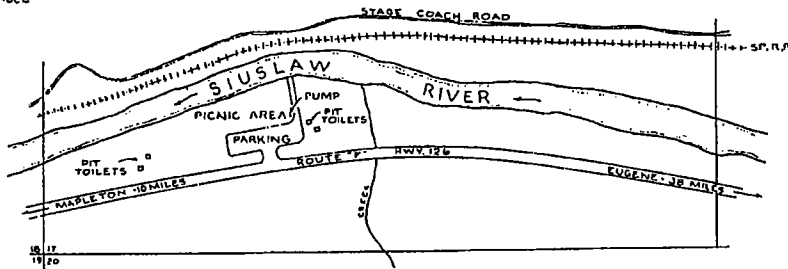 STAGE COACH ROAD
S.P. R.R.
SIUSLAW RIVER
PICNIC AREA
PUMP
PIT
TOILETS
PARKING
PIT
TOILETS
ROUTE "F" HWY. 126
MAPLETON - 10 MILES
EUGENE - 38 MILES
CREEK
18 17
19 20